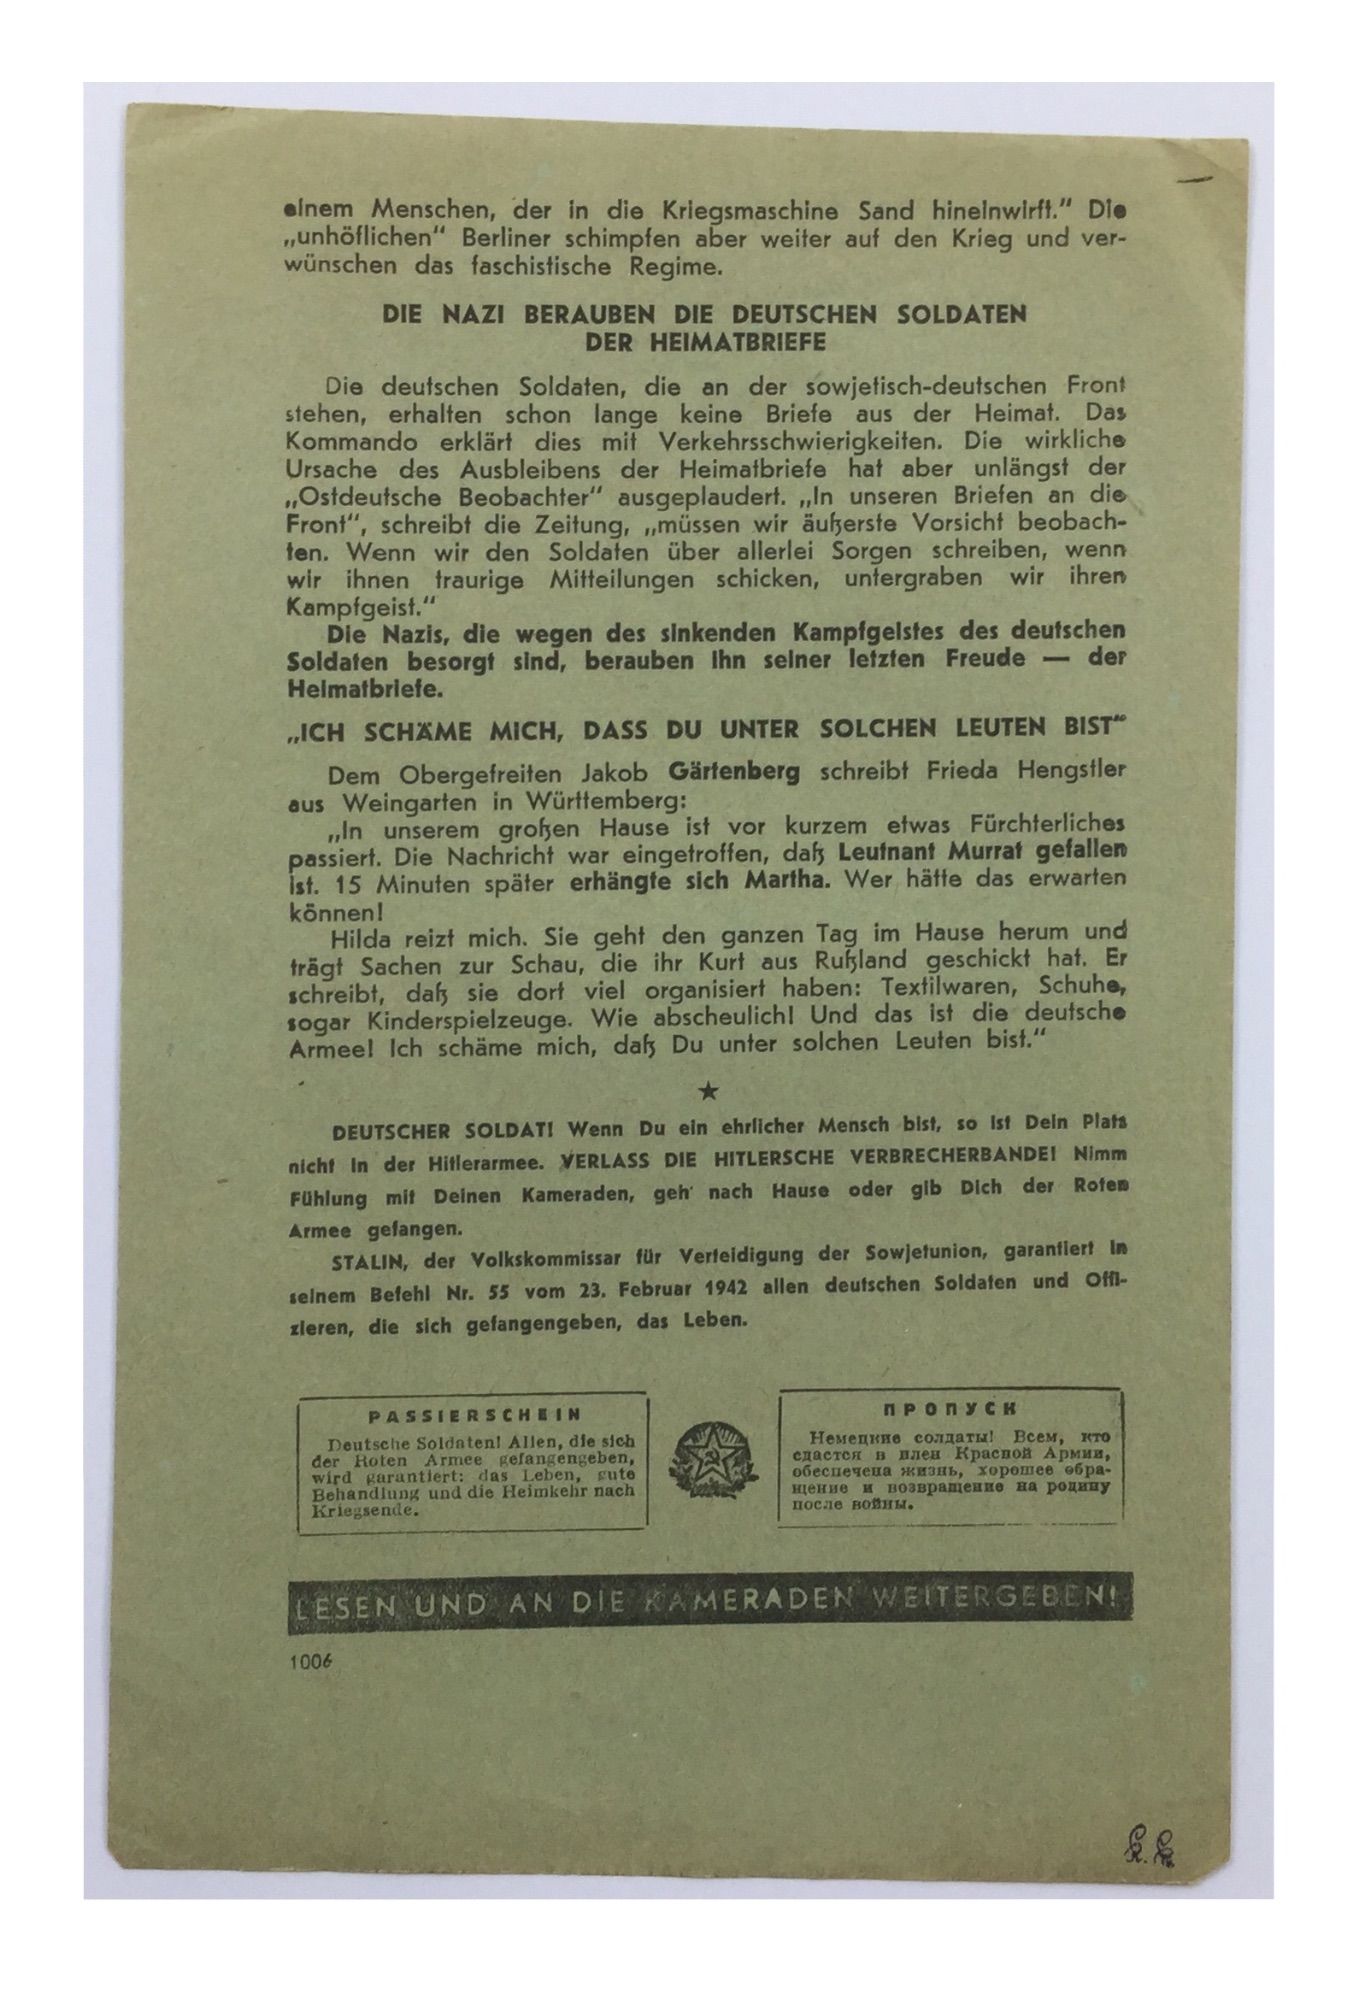 einem Menschen, der in die Kriegsmaschine Sand hineinwirft." Die
„unhöflichen" Berliner schimpfen aber weiter auf den Krieg und ver-
wünschen das faschistische Regime.
DIE NAZI BERAUBEN DIE DEUTSCHEN SOLDATEN
DER HEIMATBRIEFE
Die deutschen Soldaten, die an der sowjetisch-deutschen Front
stehen, erhalten schon lange keine Briefe aus der Heimat. Das
Kommando erklärt dies mit Verkehrsschwierigkeiten. Die wirkliche
Ursache des Ausbleibens der Heimatbriefe hat aber unlängst der
„Ostdeutsche Beobachter" ausgeplaudert. „In unseren Briefen an die
Front", schreibt die Zeitung, „müssen wir äußerste Vorsicht beobach-
ten. Wenn wir den Soldaten über allerlei Sorgen schreiben, wenn
wir ihnen traurige Mitteilungen schicken, untergraben wir ihren
Kampfgeist."
Die Nazis, die wegen des sinkenden Kampfgeistes des deutschen
Soldaten besorgt sind, berauben ihn seiner letzten Freude — der
Heimatbriefe.
„ICH SCHÄME MICH, DASS DU UNTER SOLCHEN LEUTEN BIST"
Dem Obergefreiten Jakob Gärtenberg schreibt Frieda Hengstler
aus Weingarten in Württemberg:
„In unserem großen Hause ist vor kurzem etwas Fürchterliches
passiert. Die Nachricht war eingetroffen, daß Leutnant Murrat gefallen
ist. 15 Minuten später erhängte sich Martha. Wer hätte das erwarten
können!
Hilda reizt mich. Sie geht den ganzen Tag im Hause herum und
trägt Sachen zur Schau, die ihr Kurt aus Rußland geschickt hat. Er
schreibt, daß sie dort viel organisiert haben: Textilwaren, Schuhe,
sogar Kinderspielzeuge. Wie abscheulich! Und das ist die deutsche
Armee! Ich schäme mich, daß Du unter solchen Leuten bist."
★
DEUTSCHER SOLDAT! Wenn Du ein ehrlicher Mensch bist, so ist Dein Plats
nicht in der Hitlerarmee. VERLASS DIE HITLERSCHE VERBRECHERBANDE! Nimm
Fühlung mit Deinen Kameraden, geh' nach Hause oder gib Dich der Roten
Armee gefangen.
STALIN, der Volkskommissar für Verteidigung der Sowjetunion, garantiert in
seinem Befehl Nr. 55 vom 23. Februar 1942 allen deutschen Soldaten und Offi-
zieren, die sich gefangengeben, das Leben.
PASSIERSCHEIN
Deutsche Soldaten! Allen, die sich
der Roten Armee gefangengeben,
wird garantiert: das Leben, gute
Behandlung und die Heimkehr nach
Kriegsende.
ПРОПУСК
Немецкие солдаты! Всем, кто
сдастся в плен Красной Армии,
обеспечена жизнь, хорошее обра-
щение и возвращение на родину
после войны.
LESEN UND AN DIE KAMERADEN WEITERGEBEN!
1006